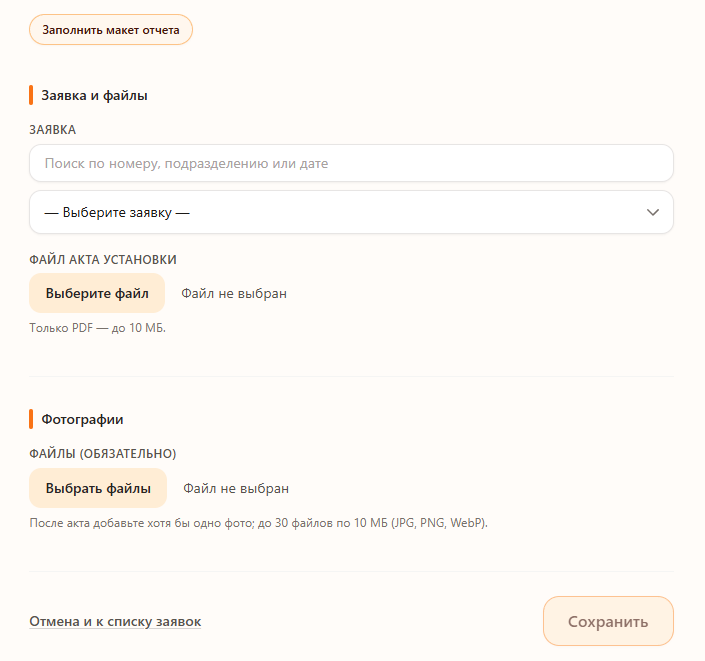 Заполнить макет отчета
Заявка и файлы
ЗАЯВКА
Поиск по номеру, подразделению или дате
— Выберите заявку —
ФАЙЛ АКТА УСТАНОВКИ
Выберите файл Файл не выбран
Только PDF — до 10 МБ.
Фотографии
ФАЙЛЫ (ОБЯЗАТЕЛЬНО)
Выбрать файлы Файл не выбран
После акта добавьте хотя бы одно фото; до 30 файлов по 10 МБ (JPG, PNG, WebP).
Отмена и к списку заявок Сохранить